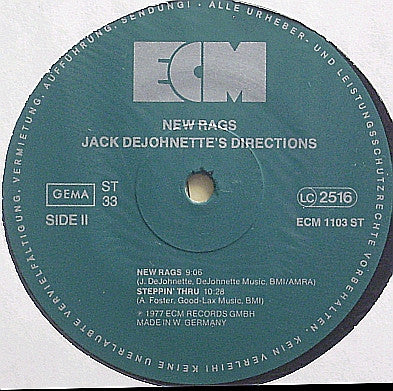 ECM
NEW RAGS
JACK DEJOHNETTE'S DIRECTIONS
GEMA
ST
33
SIDE II
LC 2516
ECM 1103 ST
NEW RAGS 9:06
(J. DeJohnette, DeJohnette Music, BMI/AMRA)
STEPPIN' THRU 10:28
(A. Foster, Good-Lax Music, BMI)
Ⓟ 1977 ECM RECORDS GMBH
MADE IN W. GERMANY
· ALLE URHEBER- UND LEISTUNGSSCHUTZRECHTE VORBEHALTEN. KEIN VERLEIH! KEINE UNERLAUBTE VERVIELFÄLTIGUNG, VERMIETUNG, AUFFÜHRUNG, SENDUNG!